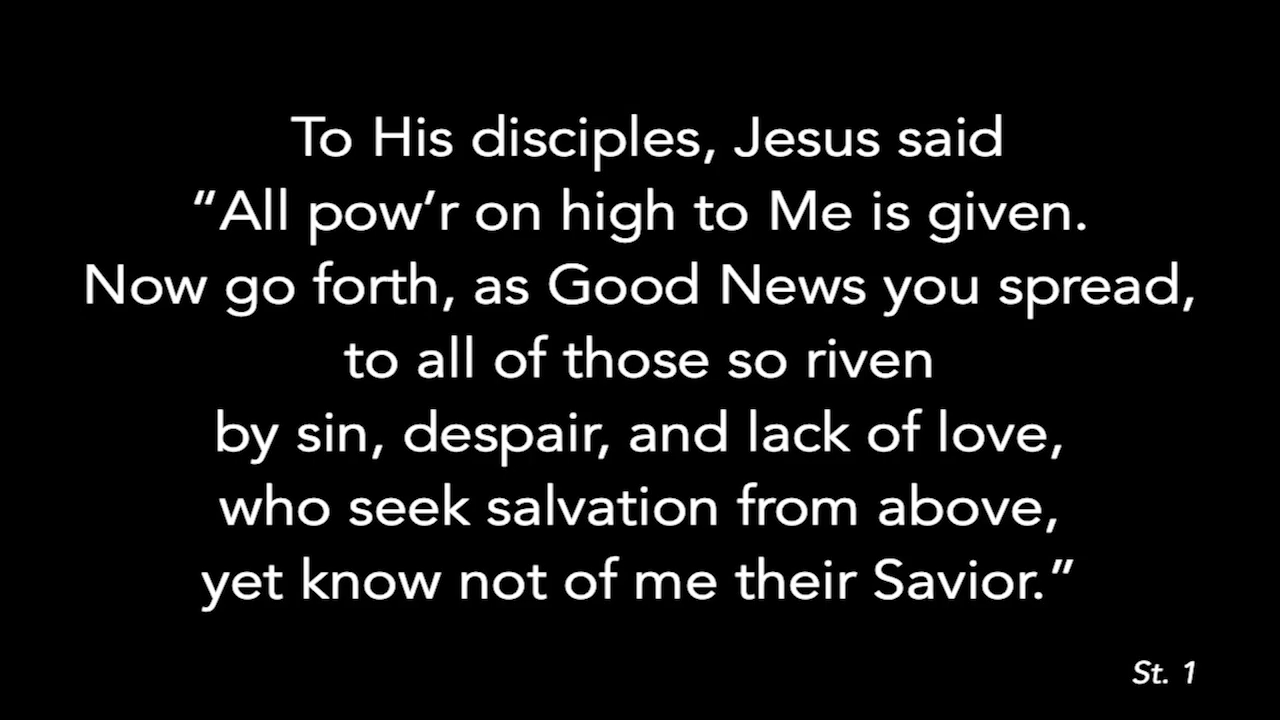 To His disciples, Jesus said
“All pow’r on high to Me is given.
Now go forth, as Good News you spread,
to all of those so riven
by sin, despair, and lack of love,
who seek salvation from above,
yet know not of me their Savior.”
St. 1